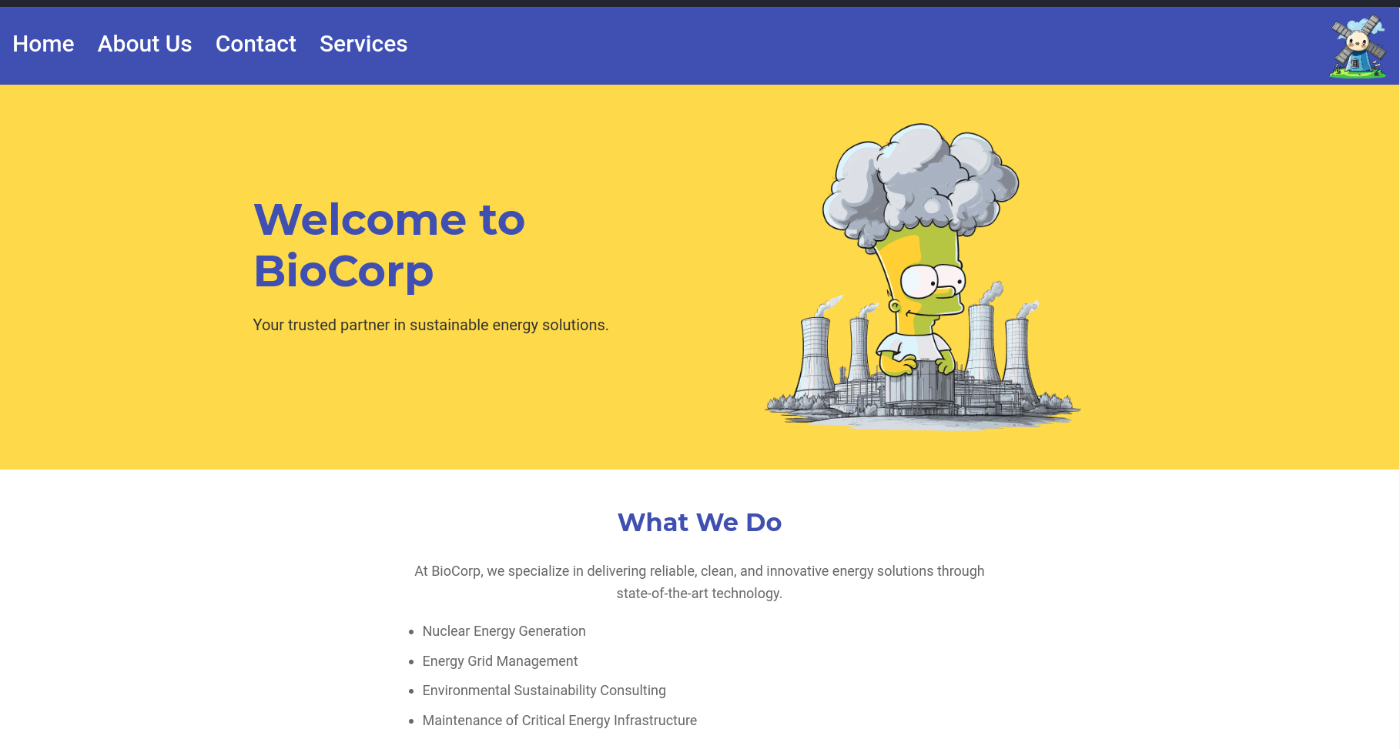 Home About Us Contact Services
Welcome to
BioCorp
Your trusted partner in sustainable energy solutions.
What We Do
At BioCorp, we specialize in delivering reliable, clean, and innovative energy solutions through
state-of-the-art technology.
• Nuclear Energy Generation
• Energy Grid Management
• Environmental Sustainability Consulting
• Maintenance of Critical Energy Infrastructure